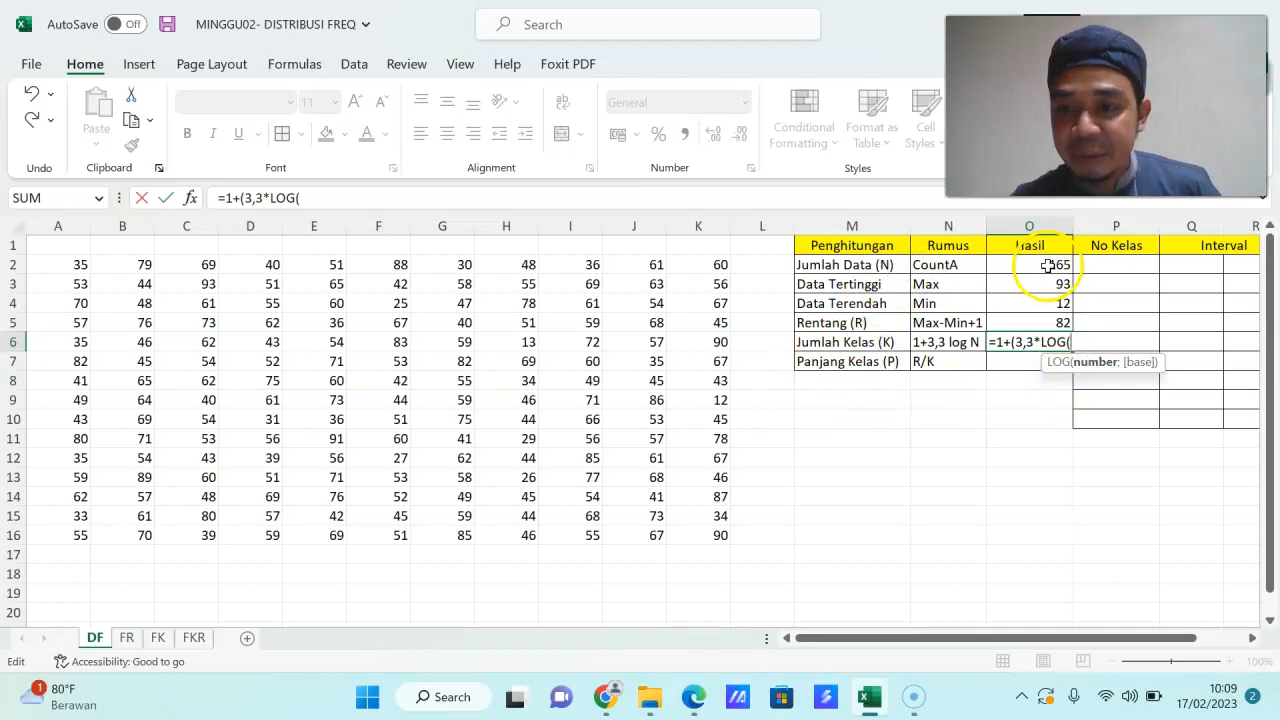 AutoSave Off MINGGU02- DISTRIBUSI FREQ Search
File Home Insert Page Layout Formulas Data Review View Help Foxit PDF
11 General
Paste Conditional Format as Cell
Formatting Table Styles
Undo Clipboard Font Alignment Number Styles
SUM =1+(3,3*LOG(
A B C D E F G H I J K L M N O P Q R
1 Penghitungan Rumus Hasil No Kelas Interval
2 35 79 69 40 51 88 30 48 36 61 60 Jumlah Data (N) CountA 165
3 53 44 93 51 65 42 58 55 69 63 56 Data Tertinggi Max 93
4 70 48 61 55 60 25 47 78 61 54 67 Data Terendah Min 12
5 57 76 73 62 36 67 40 51 59 68 45 Rentang (R) Max-Min+1 82
6 35 46 62 43 54 83 59 13 72 57 90 Jumlah Kelas (K) 1+3,3 log N =1+(3,3*LOG(
7 82 45 54 53 71 53 82 69 60 35 67 Panjang Kelas (P) R/K
LOG(number; [base])
8 41 65 62 75 60 42 55 34 49 45 43
9 49 64 40 61 73 44 59 46 71 86 12
10 43 69 54 31 36 51 75 44 66 53 45
11 80 71 53 56 91 60 41 29 56 57 78
12 35 54 43 39 56 27 62 44 85 61 67
13 59 89 60 51 71 53 58 26 77 68 46
14 62 57 48 69 76 52 49 45 54 41 87
15 33 61 80 57 42 45 59 44 68 73 34
16 55 70 39 59 69 51 85 46 55 67 90
17
18
19
20
DF FR FK FKR
Edit Accessibility: Good to go 100%
1 80°F
Berawan
Search
10:09
17/02/2023 2